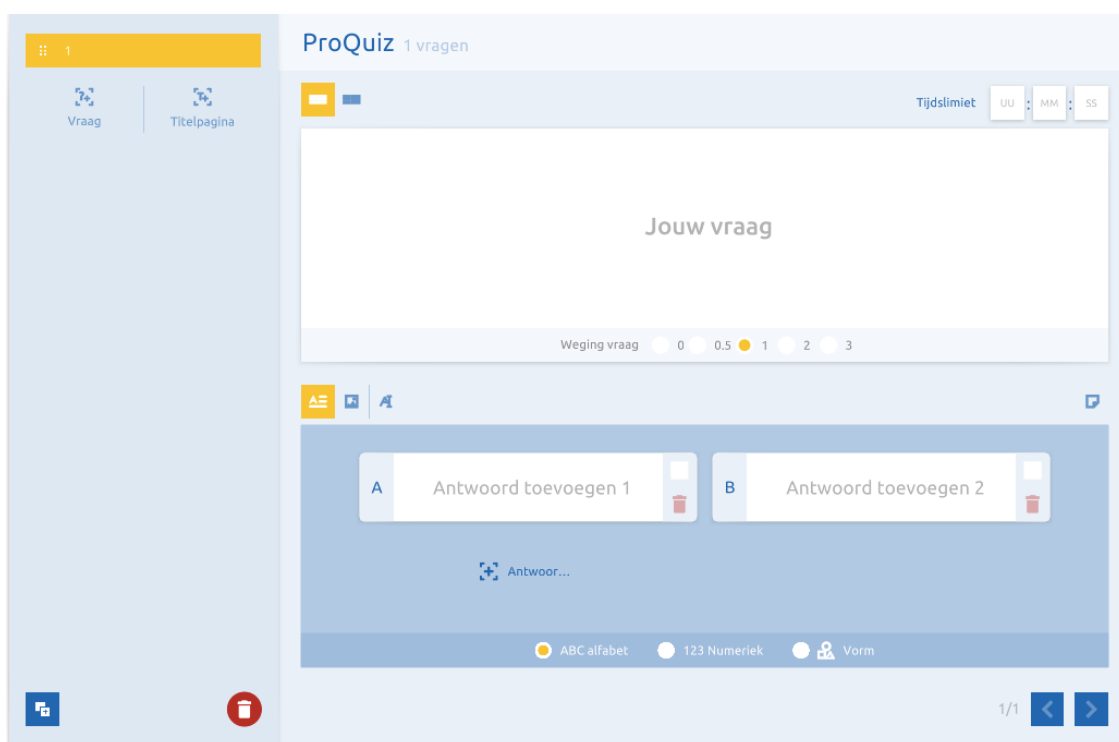 1
Vraag
Titelpagina
ProQuiz 1 vragen
Tijdslimiet UU : MM : SS
Jouw vraag
Weging vraag 0 0.5 1 2 3
A Antwoord toevoegen 1
B Antwoord toevoegen 2
Antwoor...
ABC alfabet 123 Numeriek Vorm
1/1